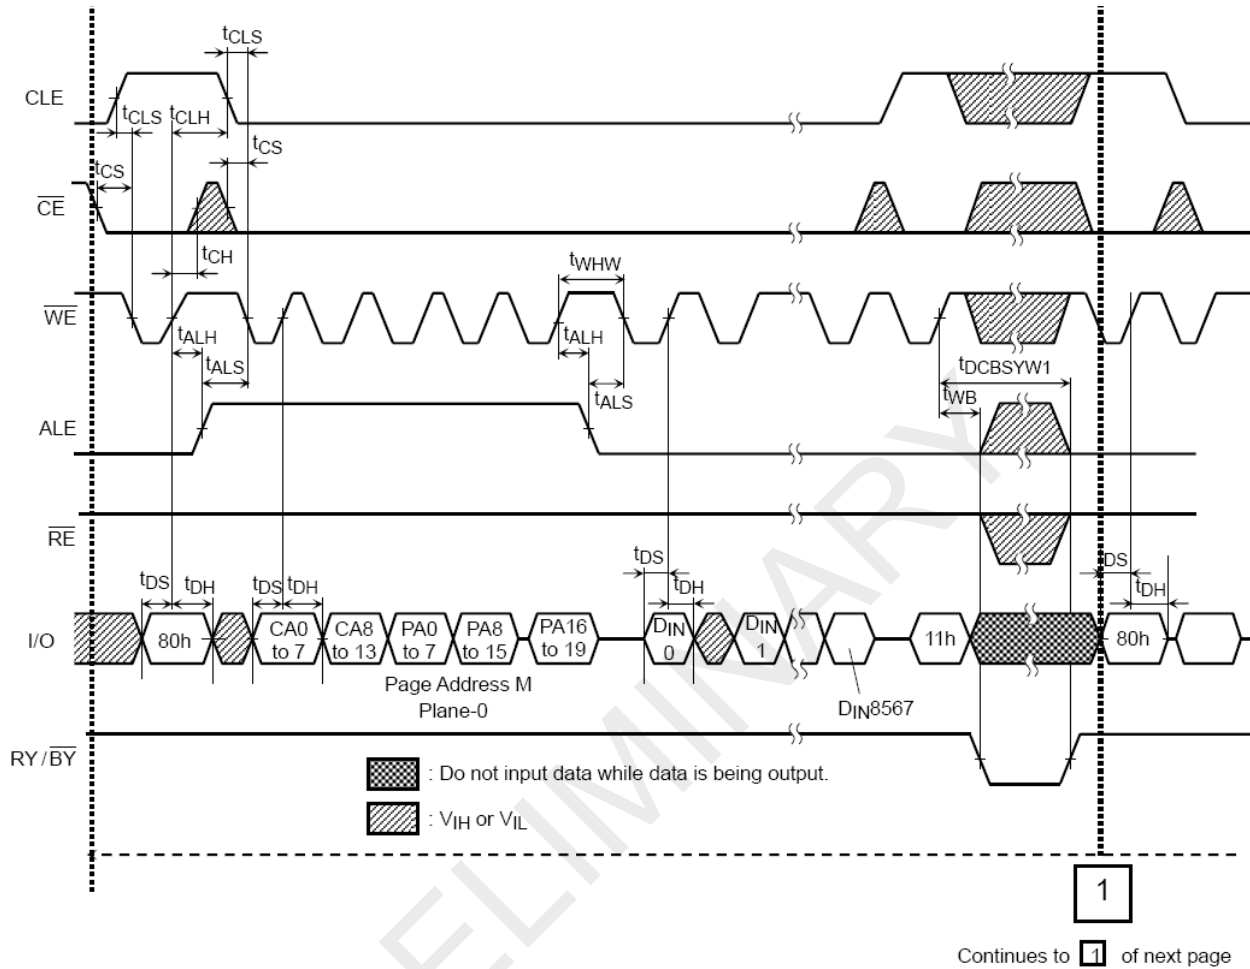 tCLS
CLE
tCLS tCLH
tCS
tCS
CE
tCH
tWHW
WE
tALH
tALH
tALS
tDCBSYW1
tALS
tWB
ALE
RE
tDS
tDS
tDS tDH
tDS tDH
tDH
tDH
I/O
80h
CA0 to 7
CA8 to 13
PA0 to 7
PA8 to 15
PA16 to 19
DIN 0
DIN 1
11h
80h
Page Address M
Plane-0
DIN8567
RY/BY
: Do not input data while data is being output.
: VIH or VIL
1
Continues to 1 of next page
ELIMINARY